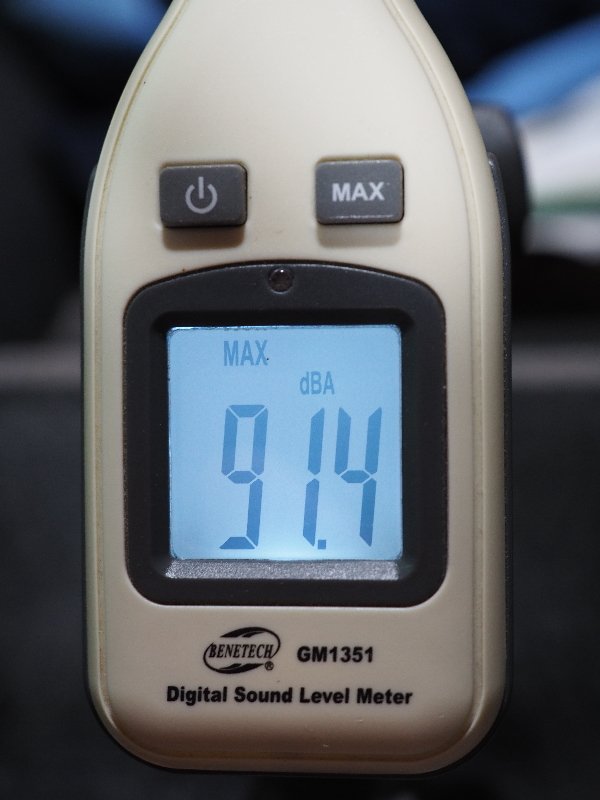 MAX
MAX
dBA
91.4
BENETECH®
GM1351
Digital Sound Level Meter